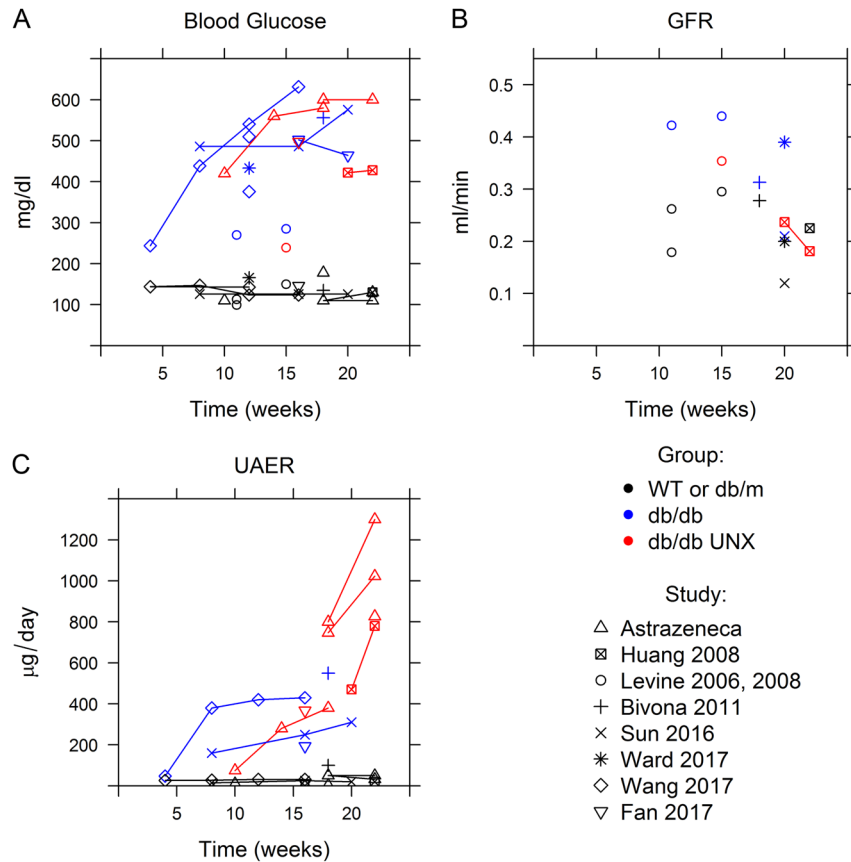 A
Blood Glucose
mg/dl
600
500
400
300
200
100
5
10
15
20
Time (weeks)
B
GFR
ml/min
0.5
0.4
0.3
0.2
0.1
5
10
15
20
Time (weeks)
C
UAER
µg/day
1200
1000
800
600
400
200
5
10
15
20
Time (weeks)
Group:
WT or db/m
db/db
db/db UNX
Study:
Astrazeneca
Huang 2008
Levine 2006, 2008
Bivona 2011
Sun 2016
Ward 2017
Wang 2017
Fan 2017